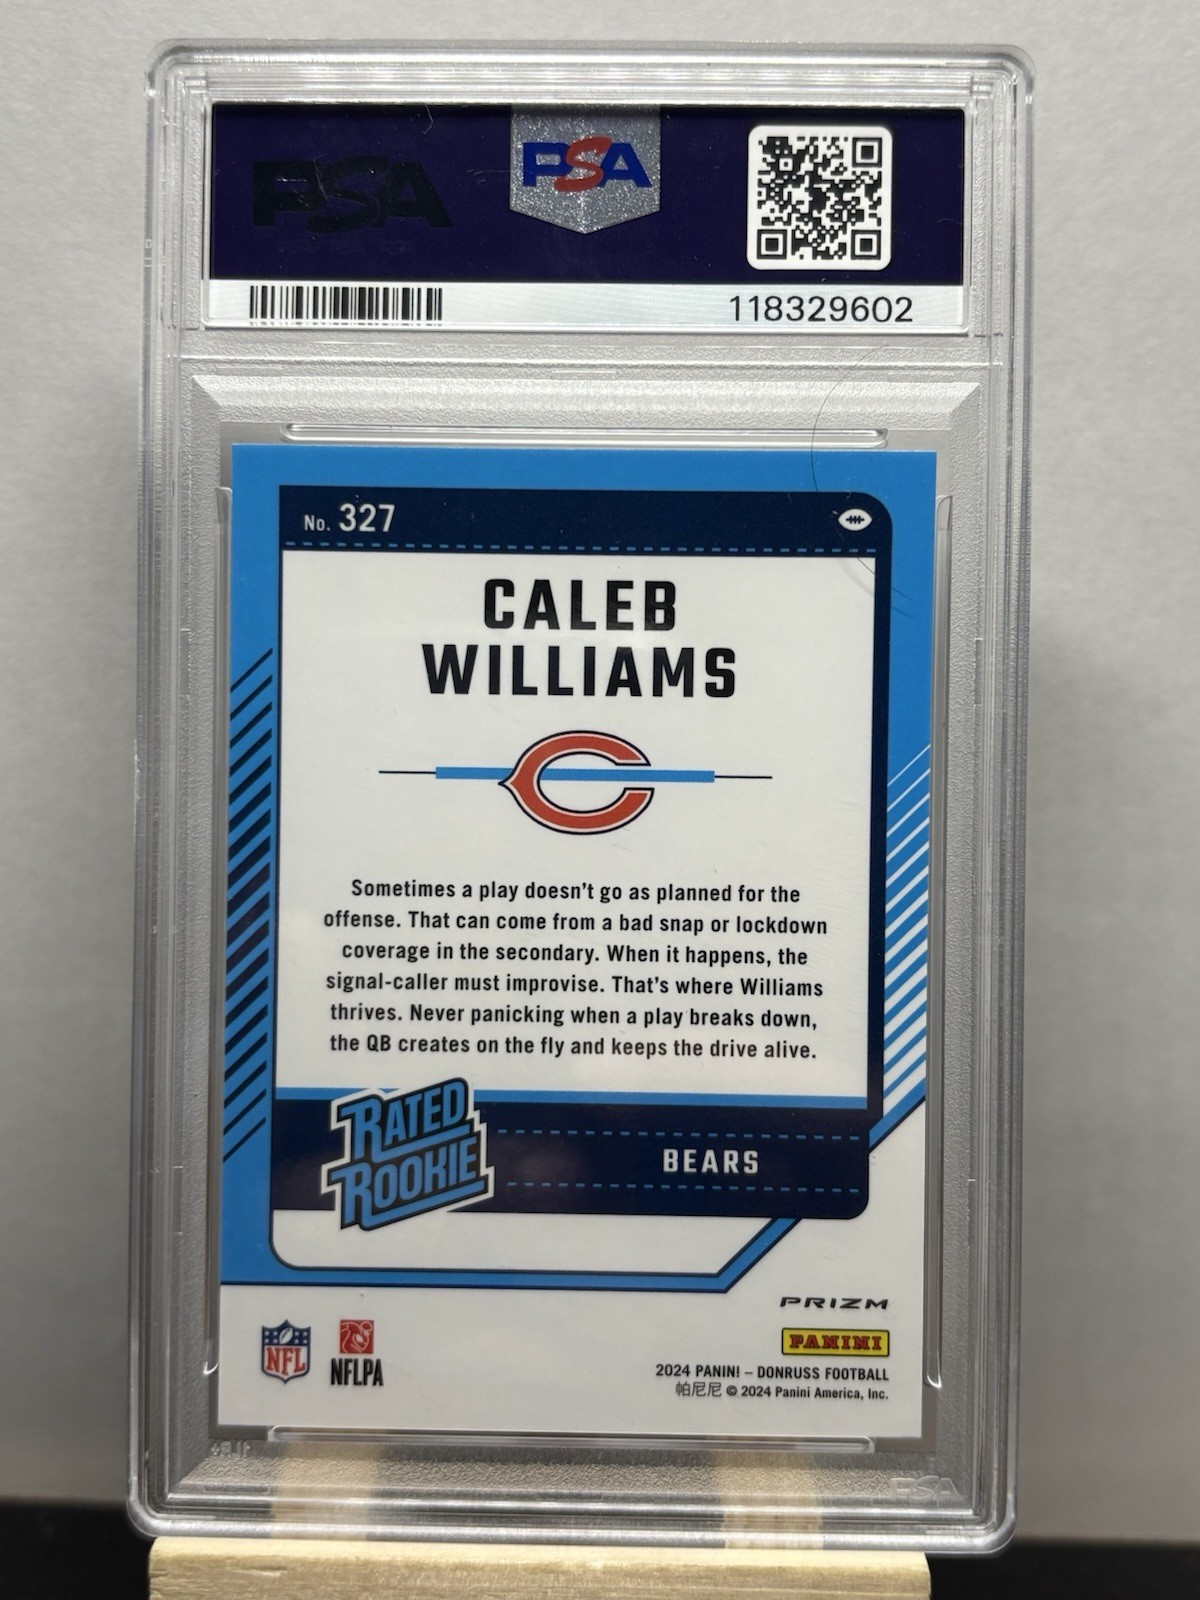 PSA
PSA
118329602
No. 327
CALEB
WILLIAMS
Sometimes a play doesn't go as planned for the
offense. That can come from a bad snap or lockdown
coverage in the secondary. When it happens, the
signal-caller must improvise. That's where Williams
thrives. Never panicking when a play breaks down,
the QB creates on the fly and keeps the drive alive.
RATED
ROOKIE
BEARS
PRIZM
PANINI
NFL
NFLPA
2024 PANINI – DONRUSS FOOTBALL
帕尼尼 © 2024 Panini America, Inc.
PSA